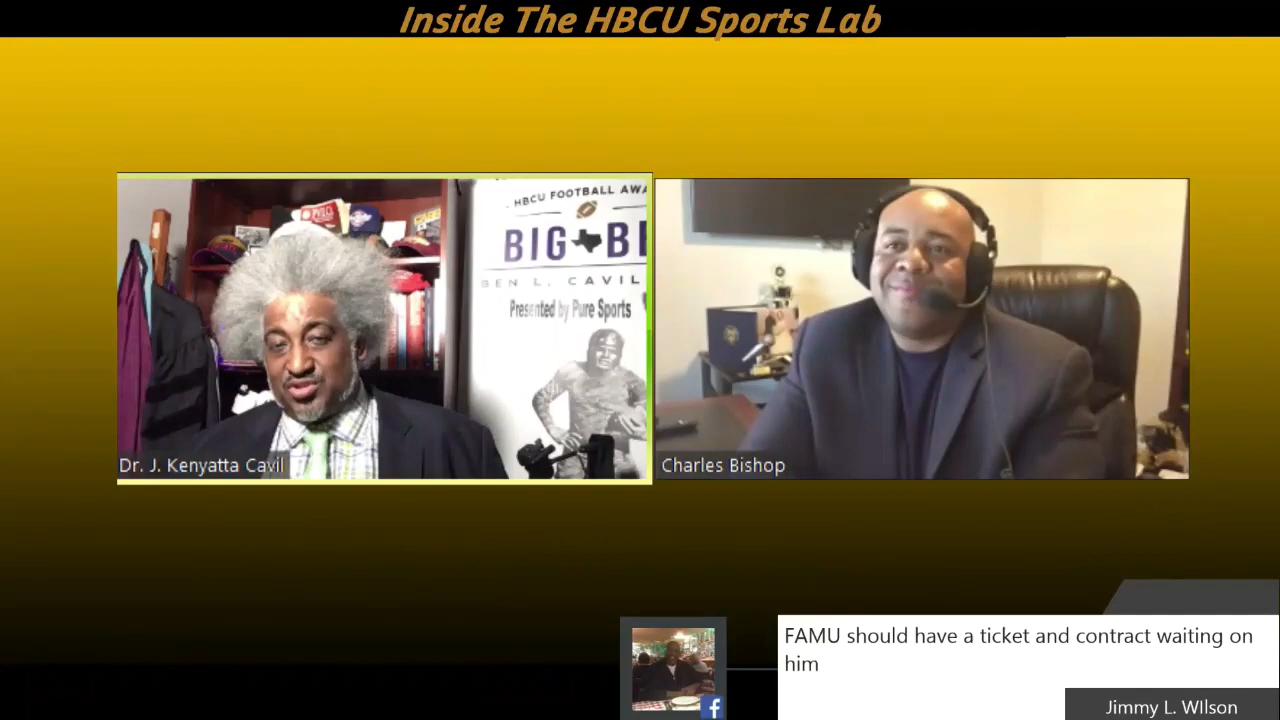 Inside The HBCU Sports Lab
HBCU FOOTBALL AWA
BIG BE
BEN L. CAVIL
Presented by Pure Sports
Dr. J. Kenyatta Cavil
Charles Bishop
FAMU should have a ticket and contract waiting on
him
Jimmy L. WIlson